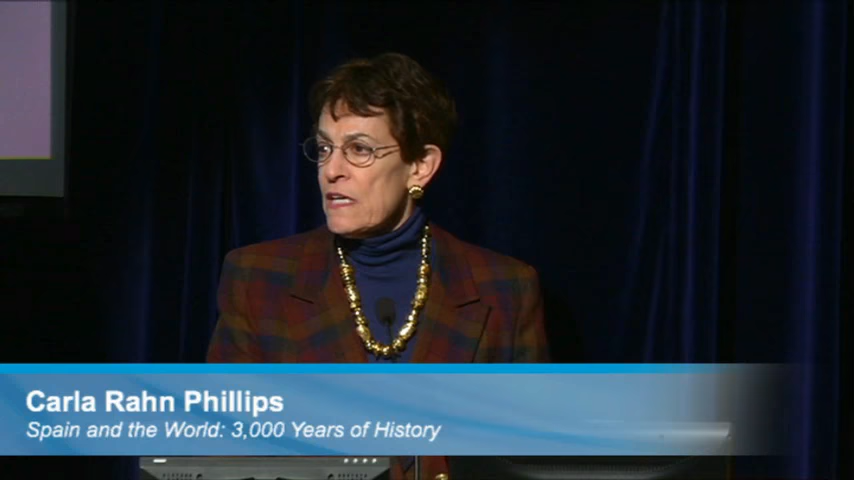 Carla Rahn Phillips
Spain and the World: 3,000 Years of History